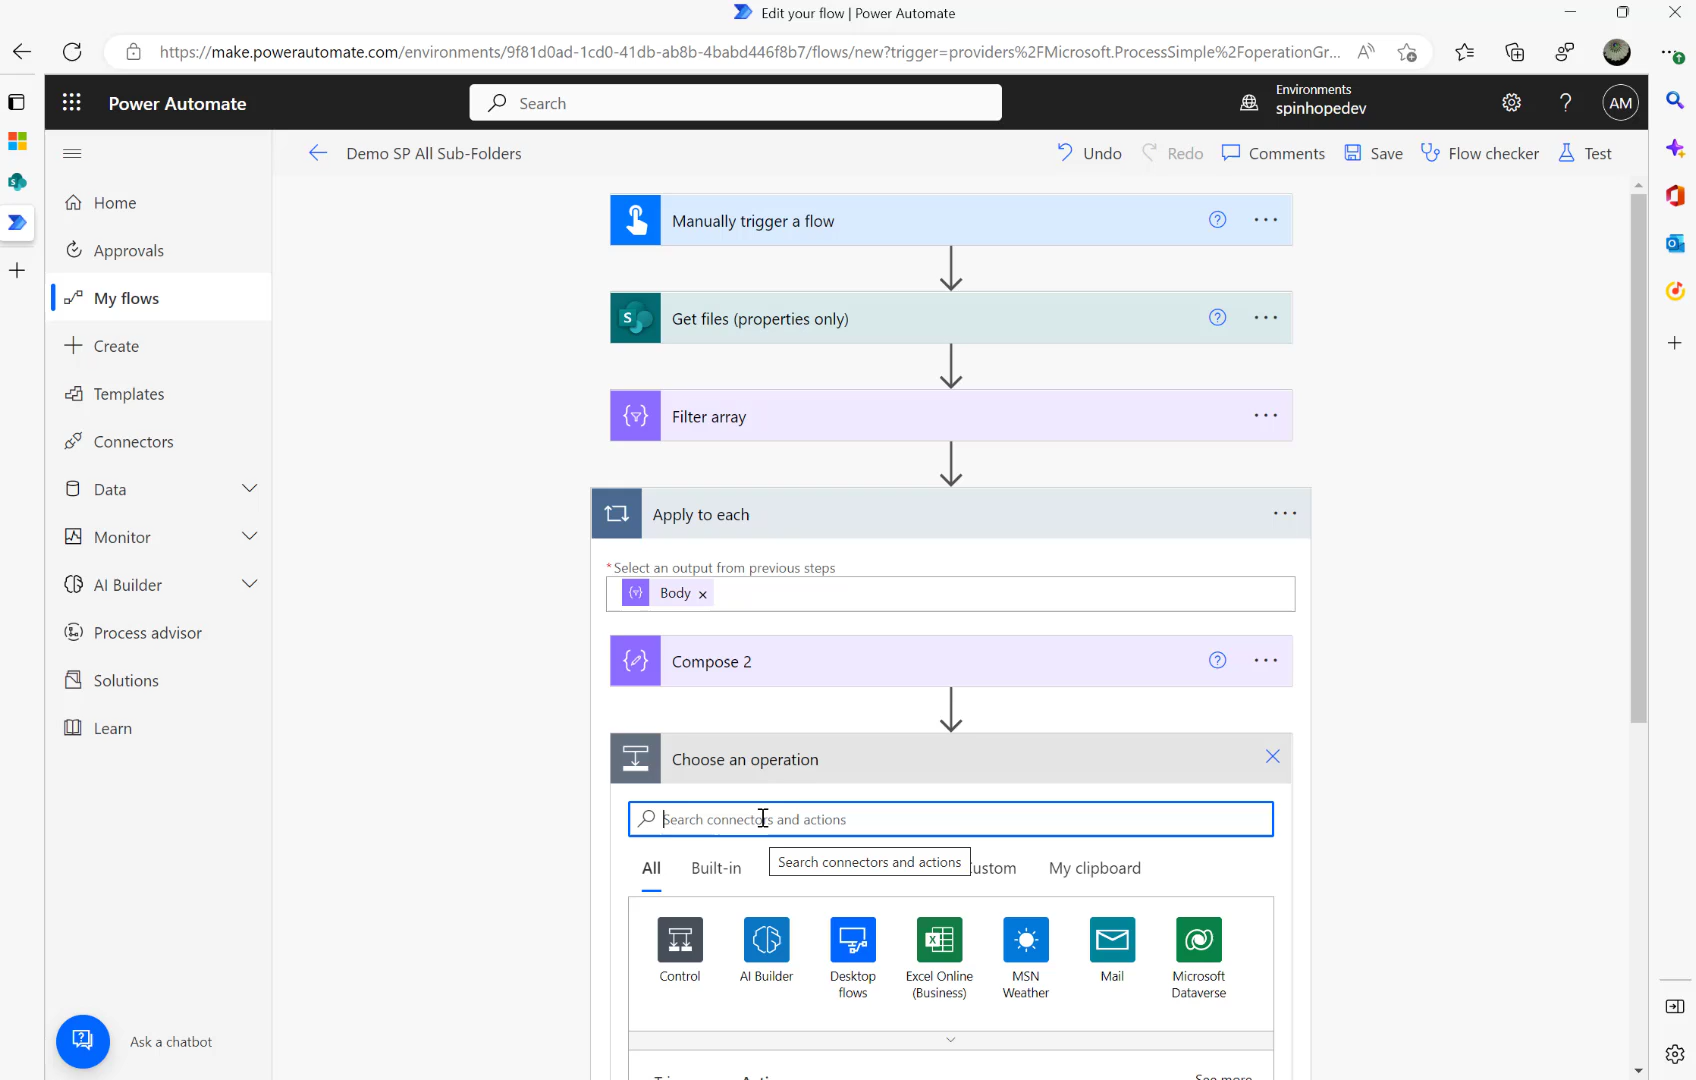 Edit your flow | Power Automate
https://make.powerautomate.com/environments/9f81d0ad-1cd0-41db-ab8b-4babd446f8b7/flows/new?trigger=providers%2FMicrosoft.ProcessSimple%2FoperationGr...
Power Automate
Search
Environments
spinhopedev
AM
Demo SP All Sub-Folders
Undo
Redo
Comments
Save
Flow checker
Test
Home
Approvals
My flows
Create
Templates
Connectors
Data
Monitor
AI Builder
Process advisor
Solutions
Learn
Ask a chatbot
Manually trigger a flow
Get files (properties only)
Filter array
Apply to each
* Select an output from previous steps
Body
Compose 2
Choose an operation
Search connectors and actions
Search connectors and actions
All
Built-in
ustom
My clipboard
Control
AI Builder
Desktop
flows
Excel Online
(Business)
MSN
Weather
Mail
Microsoft
Dataverse
See more